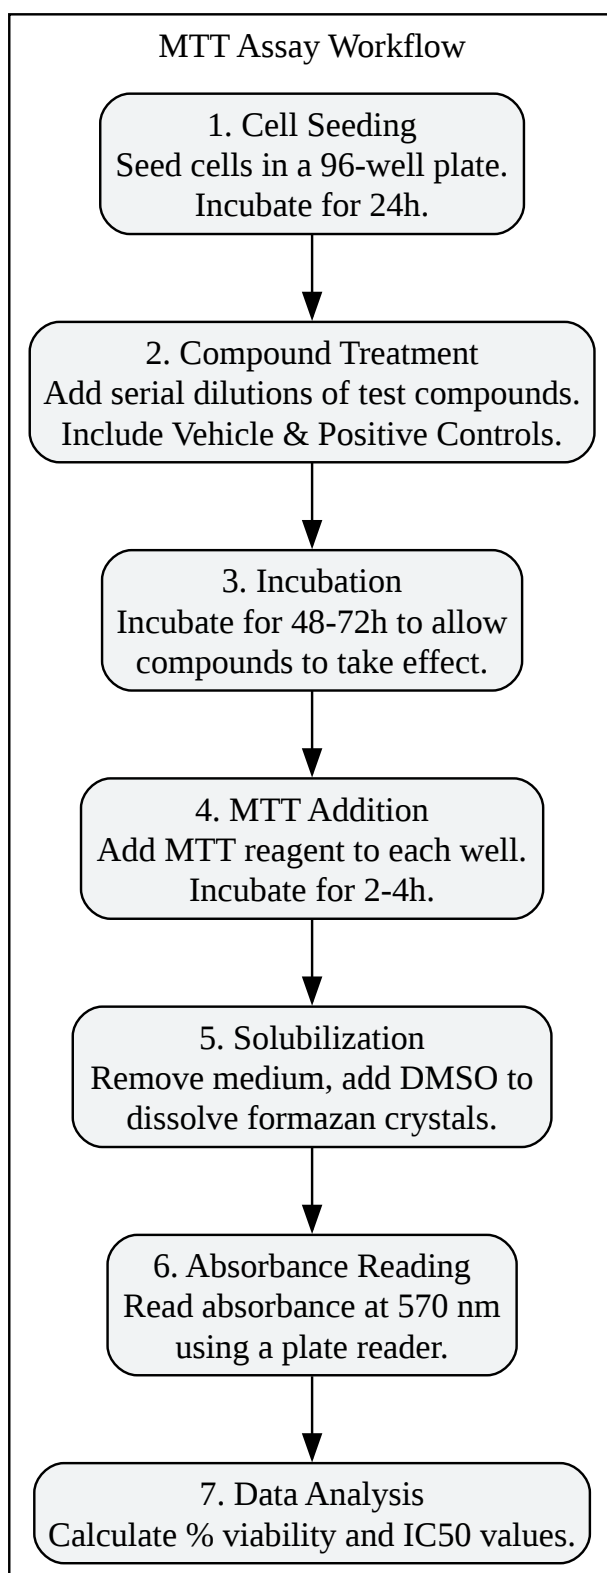 MTT Assay Workflow
1. Cell Seeding
Seed cells in a 96-well plate.
Incubate for 24h.
2. Compound Treatment
Add serial dilutions of test compounds.
Include Vehicle & Positive Controls.
3. Incubation
Incubate for 48-72h to allow
compounds to take effect.
4. MTT Addition
Add MTT reagent to each well.
Incubate for 2-4h.
5. Solubilization
Remove medium, add DMSO to
dissolve formazan crystals.
6. Absorbance Reading
Read absorbance at 570 nm
using a plate reader.
7. Data Analysis
Calculate % viability and IC50 values.